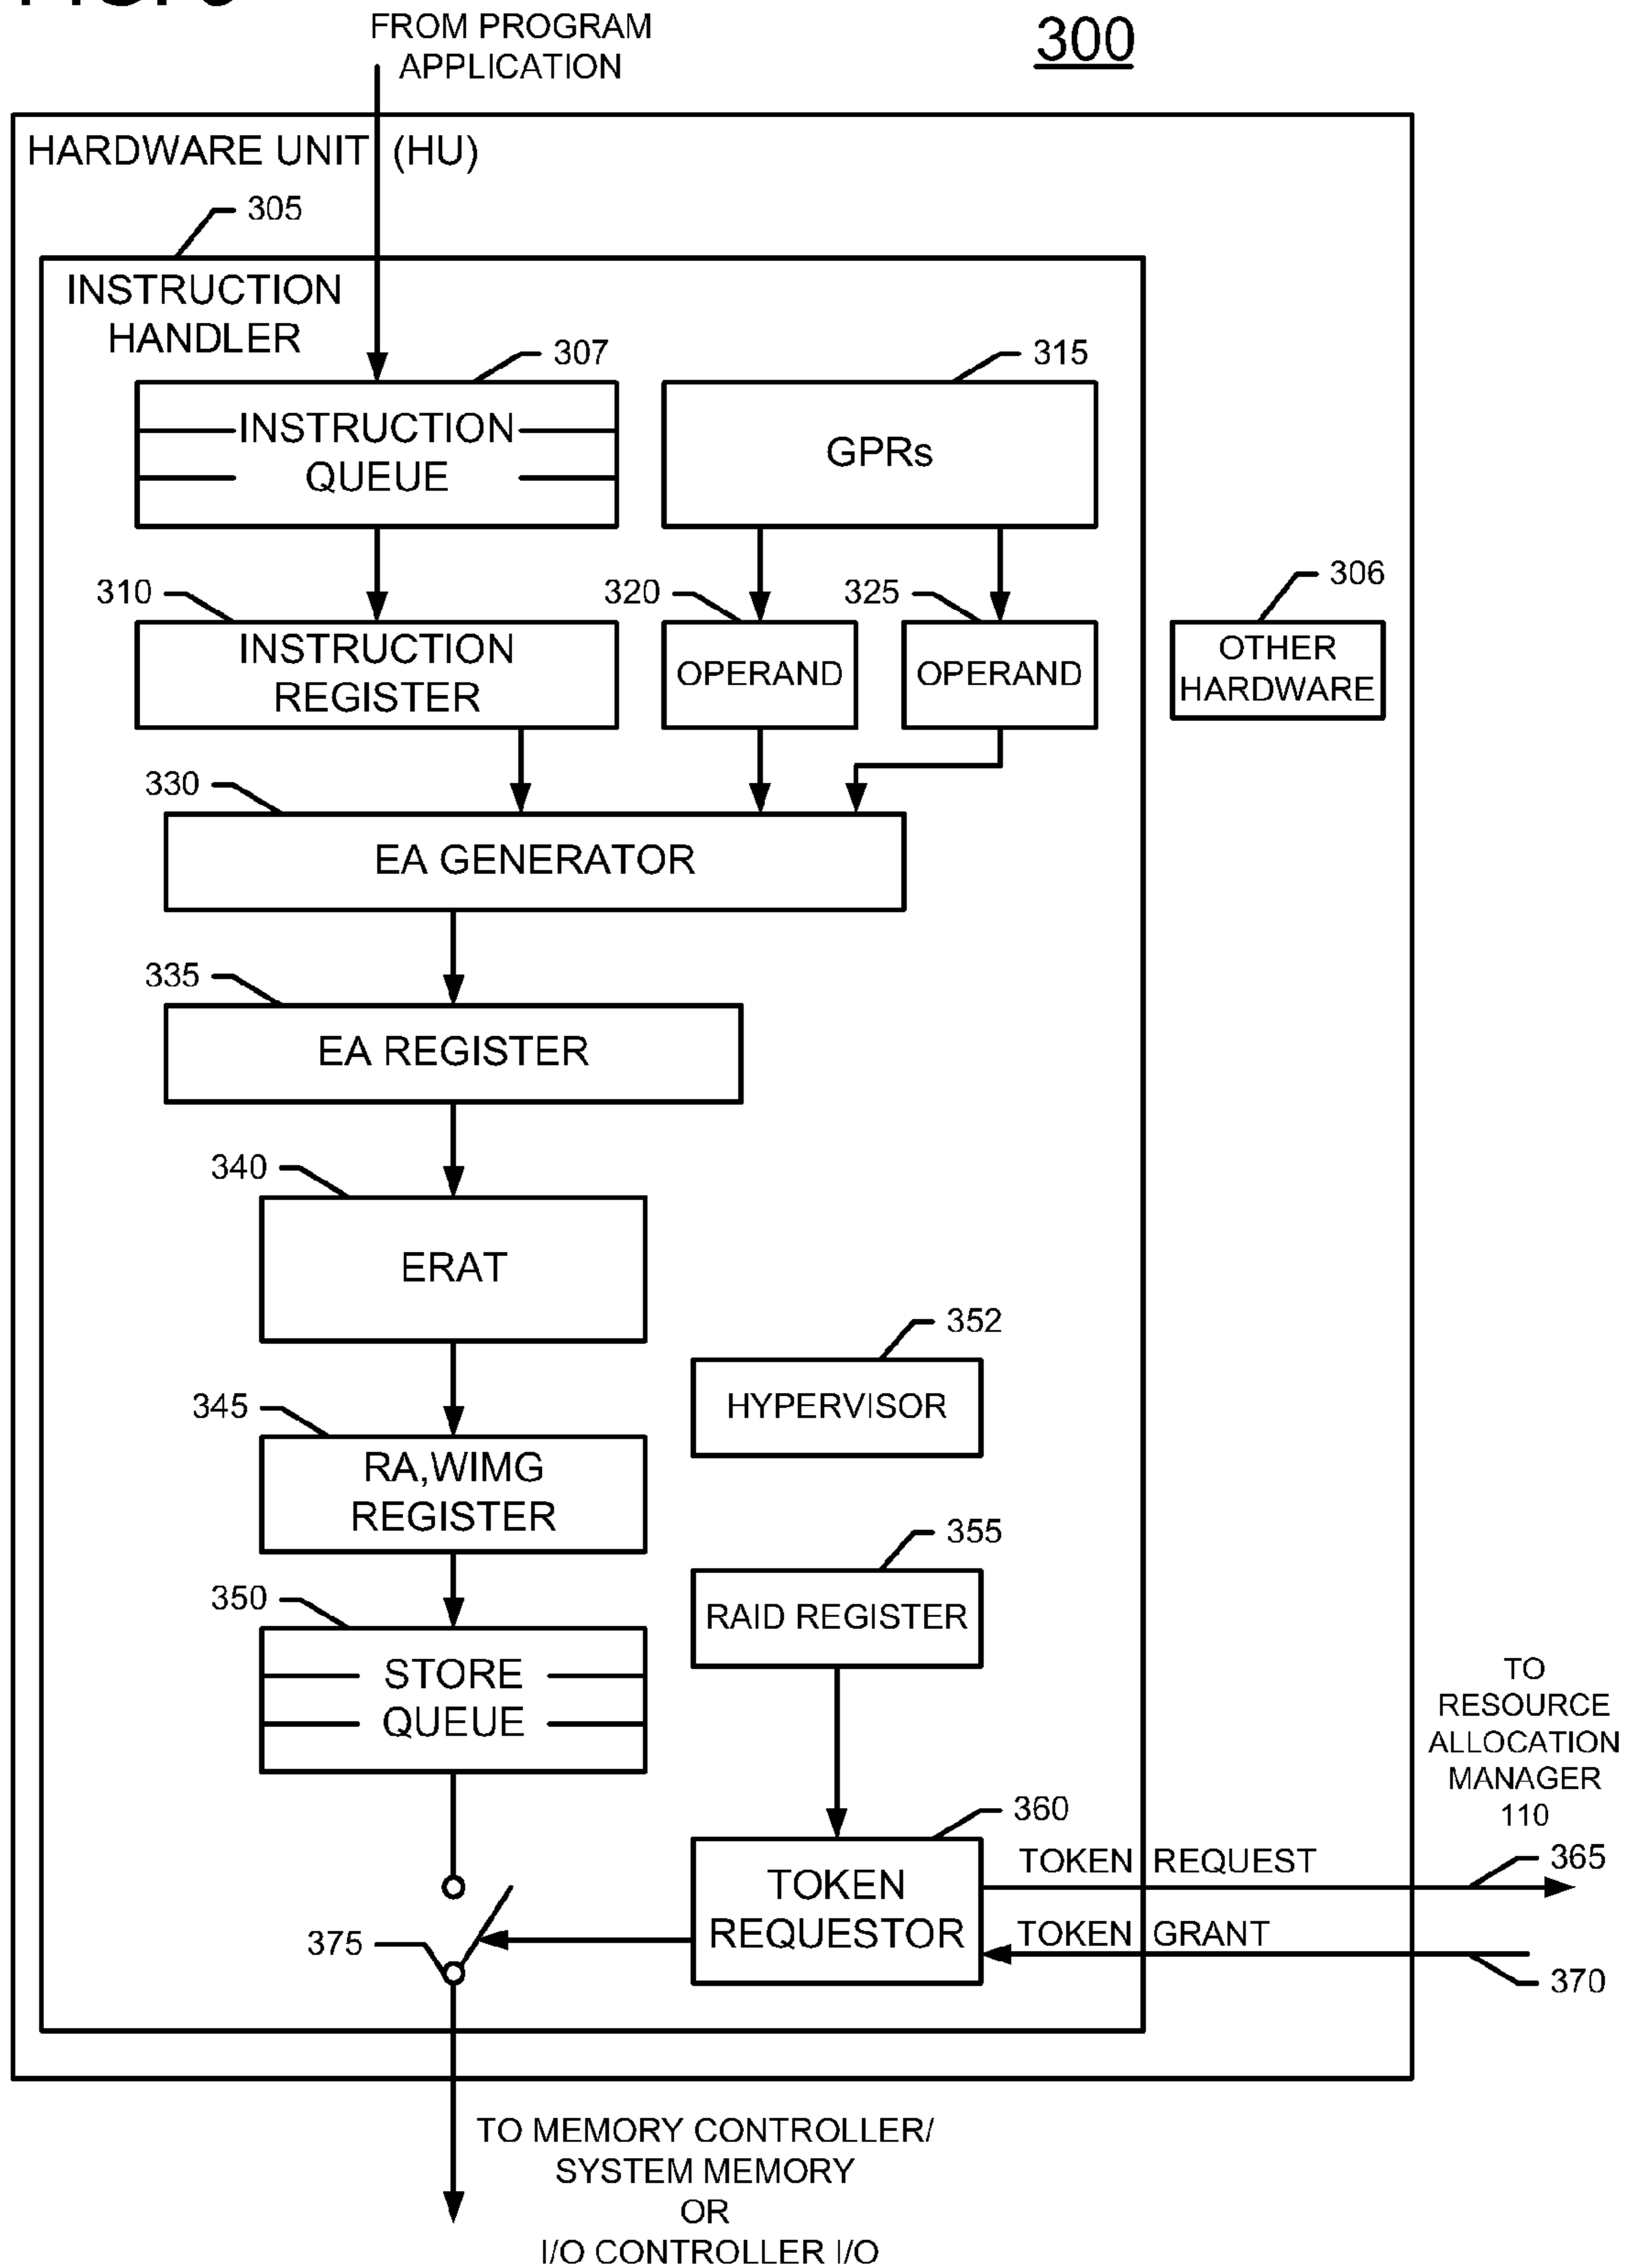 FROM PROGRAM
APPLICATION
300
HARDWARE UNIT (HU)
305
INSTRUCTION
HANDLER
307
315
INSTRUCTION
QUEUE
GPRs
310
320
325
306
INSTRUCTION
REGISTER
OPERAND
OPERAND
OTHER
HARDWARE
330
EA GENERATOR
335
EA REGISTER
340
ERAT
352
HYPERVISOR
345
RA,WIMG
REGISTER
355
RAID REGISTER
350
STORE
QUEUE
TO
RESOURCE
ALLOCATION
MANAGER
110
360
TOKEN
REQUESTOR
TOKEN REQUEST
365
TOKEN GRANT
370
375
TO MEMORY CONTROLLER/
SYSTEM MEMORY
OR
I/O CONTROLLER I/O